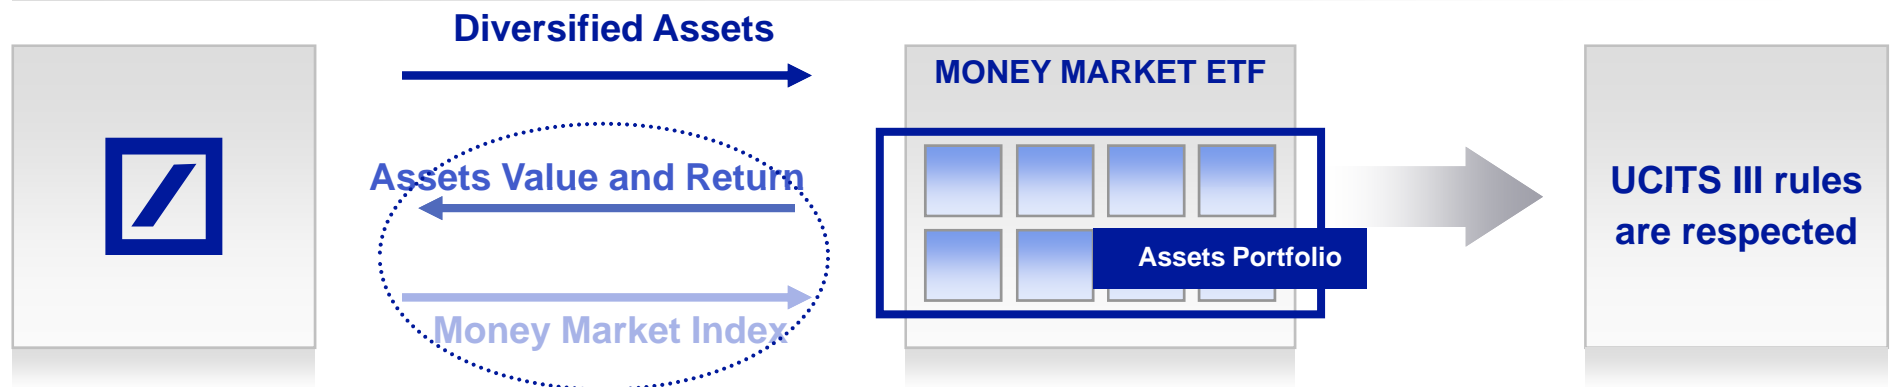 Diversified Assets
MONEY MARKET ETF
Assets Value and Return
UCITS III rules
are respected
Assets Portfolio
Money Market Index